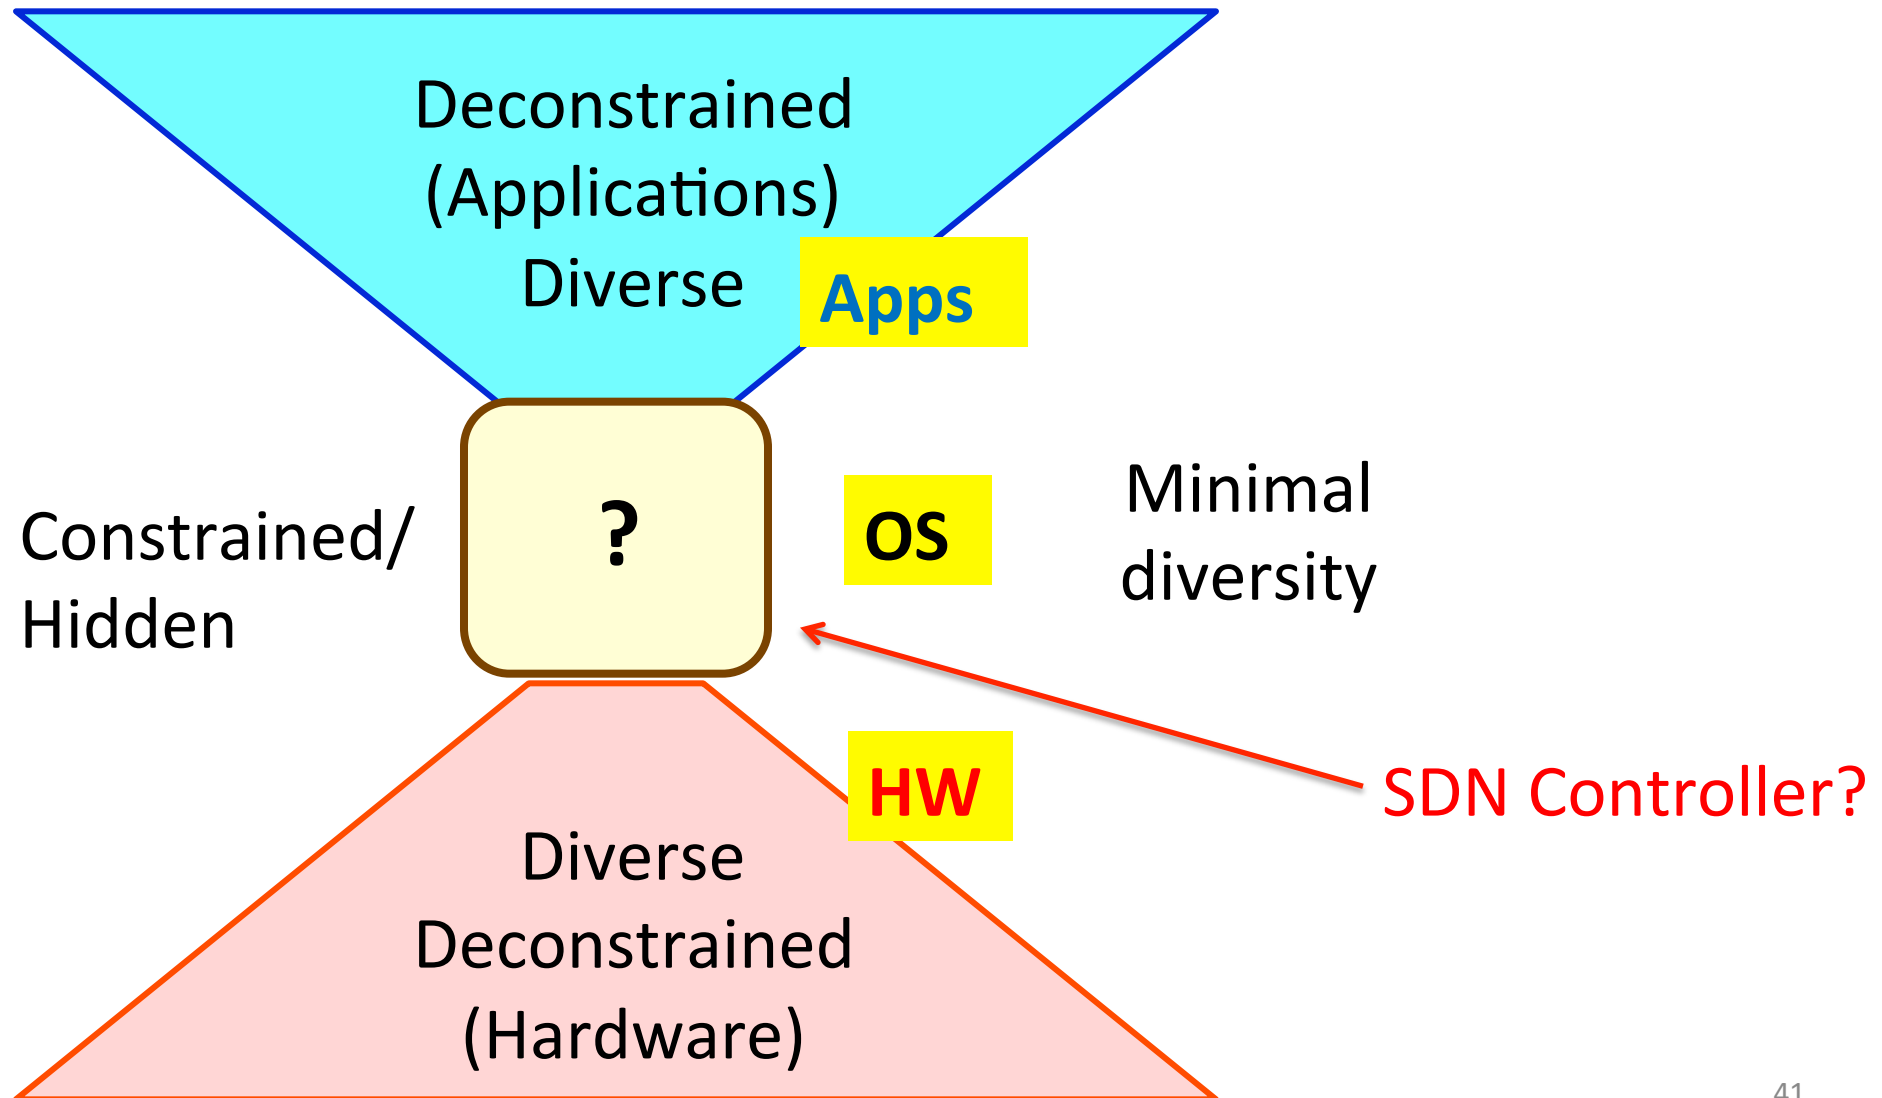 Deconstrained
(Applications)
Diverse
Apps
Constrained/
Hidden
?
OS
Minimal
diversity
HW
SDN Controller?
Diverse
Deconstrained
(Hardware)
41